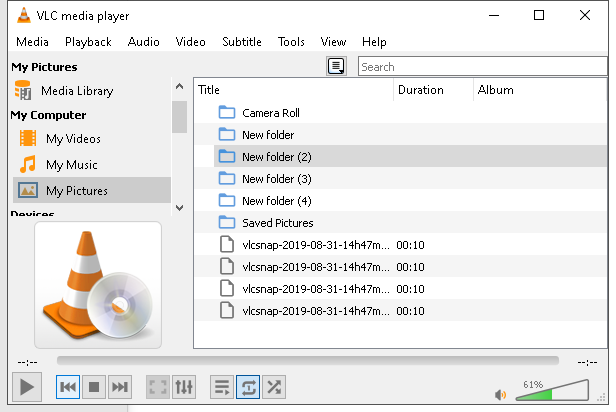 VLC media player
Media Playback Audio Video Subtitle Tools View Help
My Pictures
Search
Media Library
My Computer
My Videos
My Music
My Pictures
Devices
Title Duration Album
Camera Roll
New folder
New folder (2)
New folder (3)
New folder (4)
Saved Pictures
vlcsnap-2019-08-31-14h47m... 00:10
vlcsnap-2019-08-31-14h47m... 00:10
vlcsnap-2019-08-31-14h47m... 00:10
vlcsnap-2019-08-31-14h47m... 00:10
--:-- --:--
61%